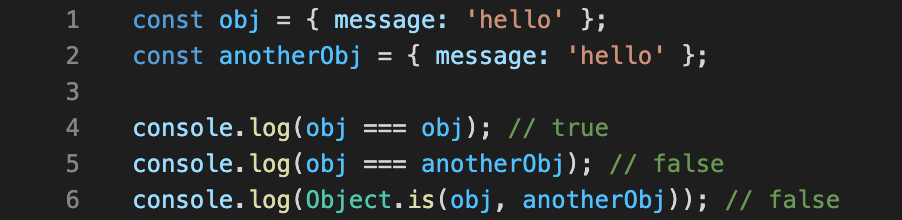 1 const obj = { message: 'hello' };
2 const anotherObj = { message: 'hello' };
3
4 console.log(obj === obj); // true
5 console.log(obj === anotherObj); // false
6 console.log(Object.is(obj, anotherObj)); // false